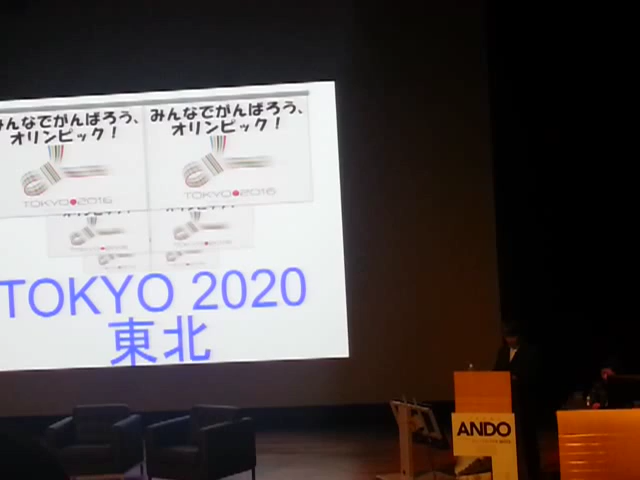 みんなでがんばろう、
オリンピック！
TOKYO 2016
みんなでがんばろう、
オリンピック！
TOKYO 2016
TOKYO 2020
東北
ANDO